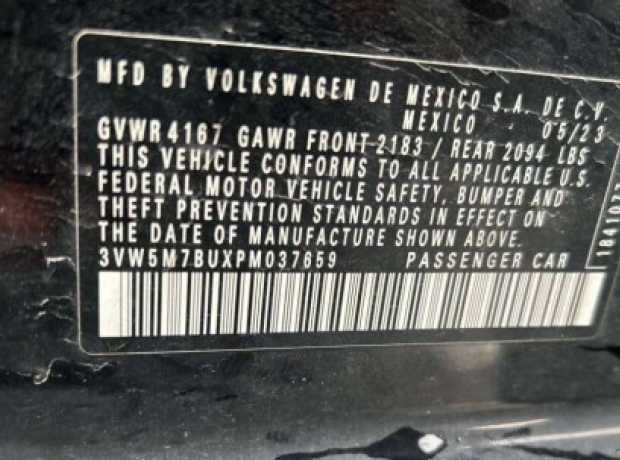 MFD BY VOLKSWAGEN DE MEXICO S.A. DE C.V.
MEXICO 05/23
GVWR 4167 GAWR FRONT 2183 / REAR 2094 LBS
THIS VEHICLE CONFORMS TO ALL APPLICABLE U.S.
FEDERAL MOTOR VEHICLE SAFETY, BUMPER AND
THEFT PREVENTION STANDARDS IN EFFECT ON
THE DATE OF MANUFACTURE SHOWN ABOVE.
3VW5M7BUXPM037659 PASSENGER CAR